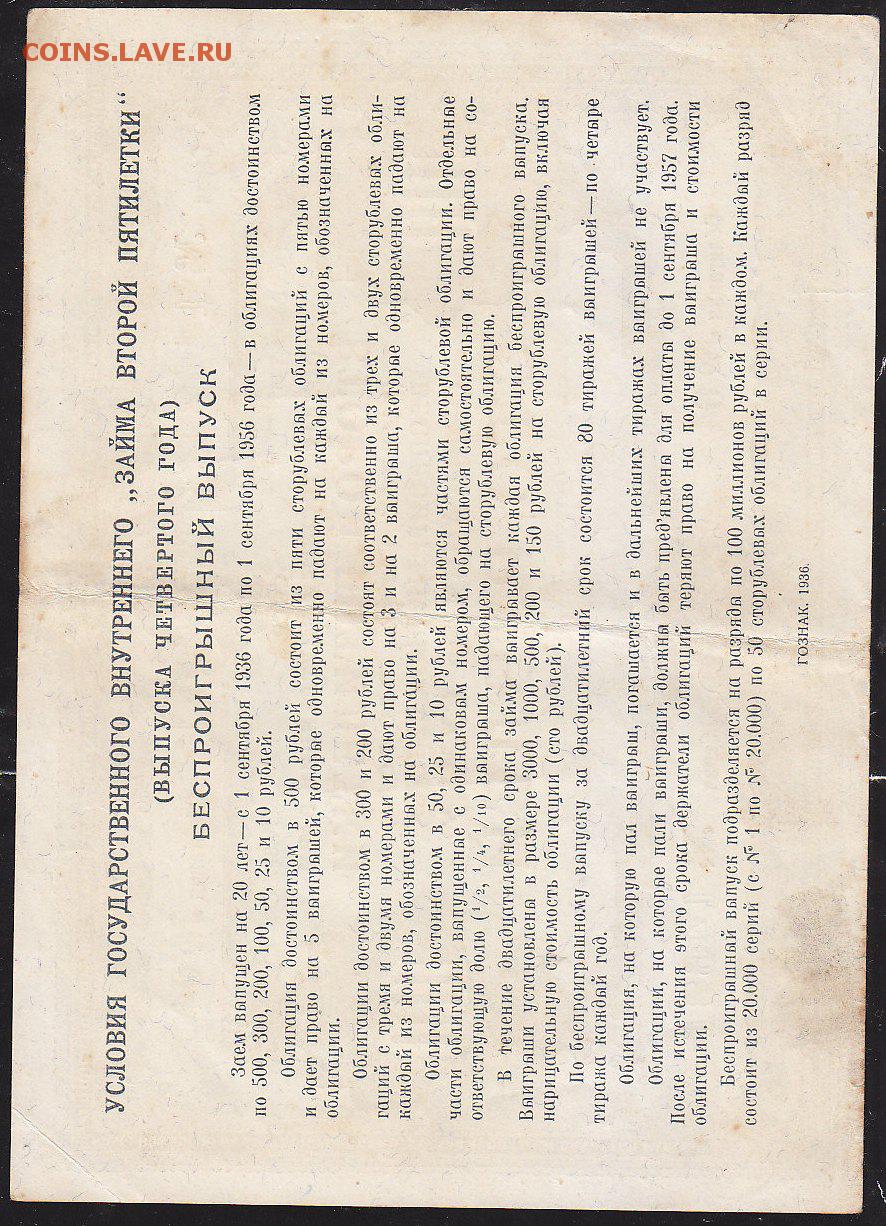 COINS.LAVE.RU
УСЛОВИЯ ГОСУДАРСТВЕННОГО ВНУТРЕННЕГО „ЗАЙМА ВТОРОЙ ПЯТИЛЕТКИ“
(ВЫПУСКА ЧЕТВЕРТОГО ГОДА)
БЕСПРОИГРЫШНЫЙ ВЫПУСК
Заем выпущен на 20 лет—с 1 сентября 1936 года по 1 сентября 1956 года—в облигациях достоинством
по 500, 300, 200, 100, 50, 25 и 10 рублей.
Облигация достоинством в 500 рублей состоит из пяти сторублевых облигаций с пятью номерами
и дает право на 5 выигрышей, которые одновременно падают на каждый из номеров, обозначенных на
облигации.
Облигации достоинством в 300 и 200 рублей состоят соответственно из трех и двух сторублевых обли-
гаций с тремя и двумя номерами и дают право на 3 и на 2 выигрыша, которые одновременно падают на
каждый из номеров, обозначенных на облигации.
Облигации достоинством в 50, 25 и 10 рублей являются частями сторублевой облигации. Отдельные
части облигации, выпущенные с одинаковым номером, обращаются самостоятельно и дают право на со-
ответствующую долю (1/2, 1/4, 1/10) выигрыша, падающего на сторублевую облигацию.
В течение двадцатилетнего срока займа выигрывает каждая облигация беспроигрышного выпуска.
Выигрыши установлены в размере 3000, 1000, 500, 200 и 150 рублей на сторублевую облигацию, включая
нарицательную стоимость облигации (сто рублей).
По беспроигрышному выпуску за двадцатилетний срок состоится 80 тиражей выигрышей—по четыре
тиража каждый год.
Облигация, на которую пал выигрыш, погашается и в дальнейших тиражах выигрышей не участвует.
Облигации, на которые пали выигрыши, должны быть пред'явлены для оплаты до 1 сентября 1957 года.
После истечения этого срока держатели облигаций теряют право на получение выигрыша и стоимости
облигации.
Беспроигрышный выпуск подразделяется на разряды по 100 миллионов рублей в каждом. Каждый разряд
состоит из 20.000 серий (с № 1 по № 20.000) по 50 сторублевых облигаций в серии.
ГОЗНАК. 1936.